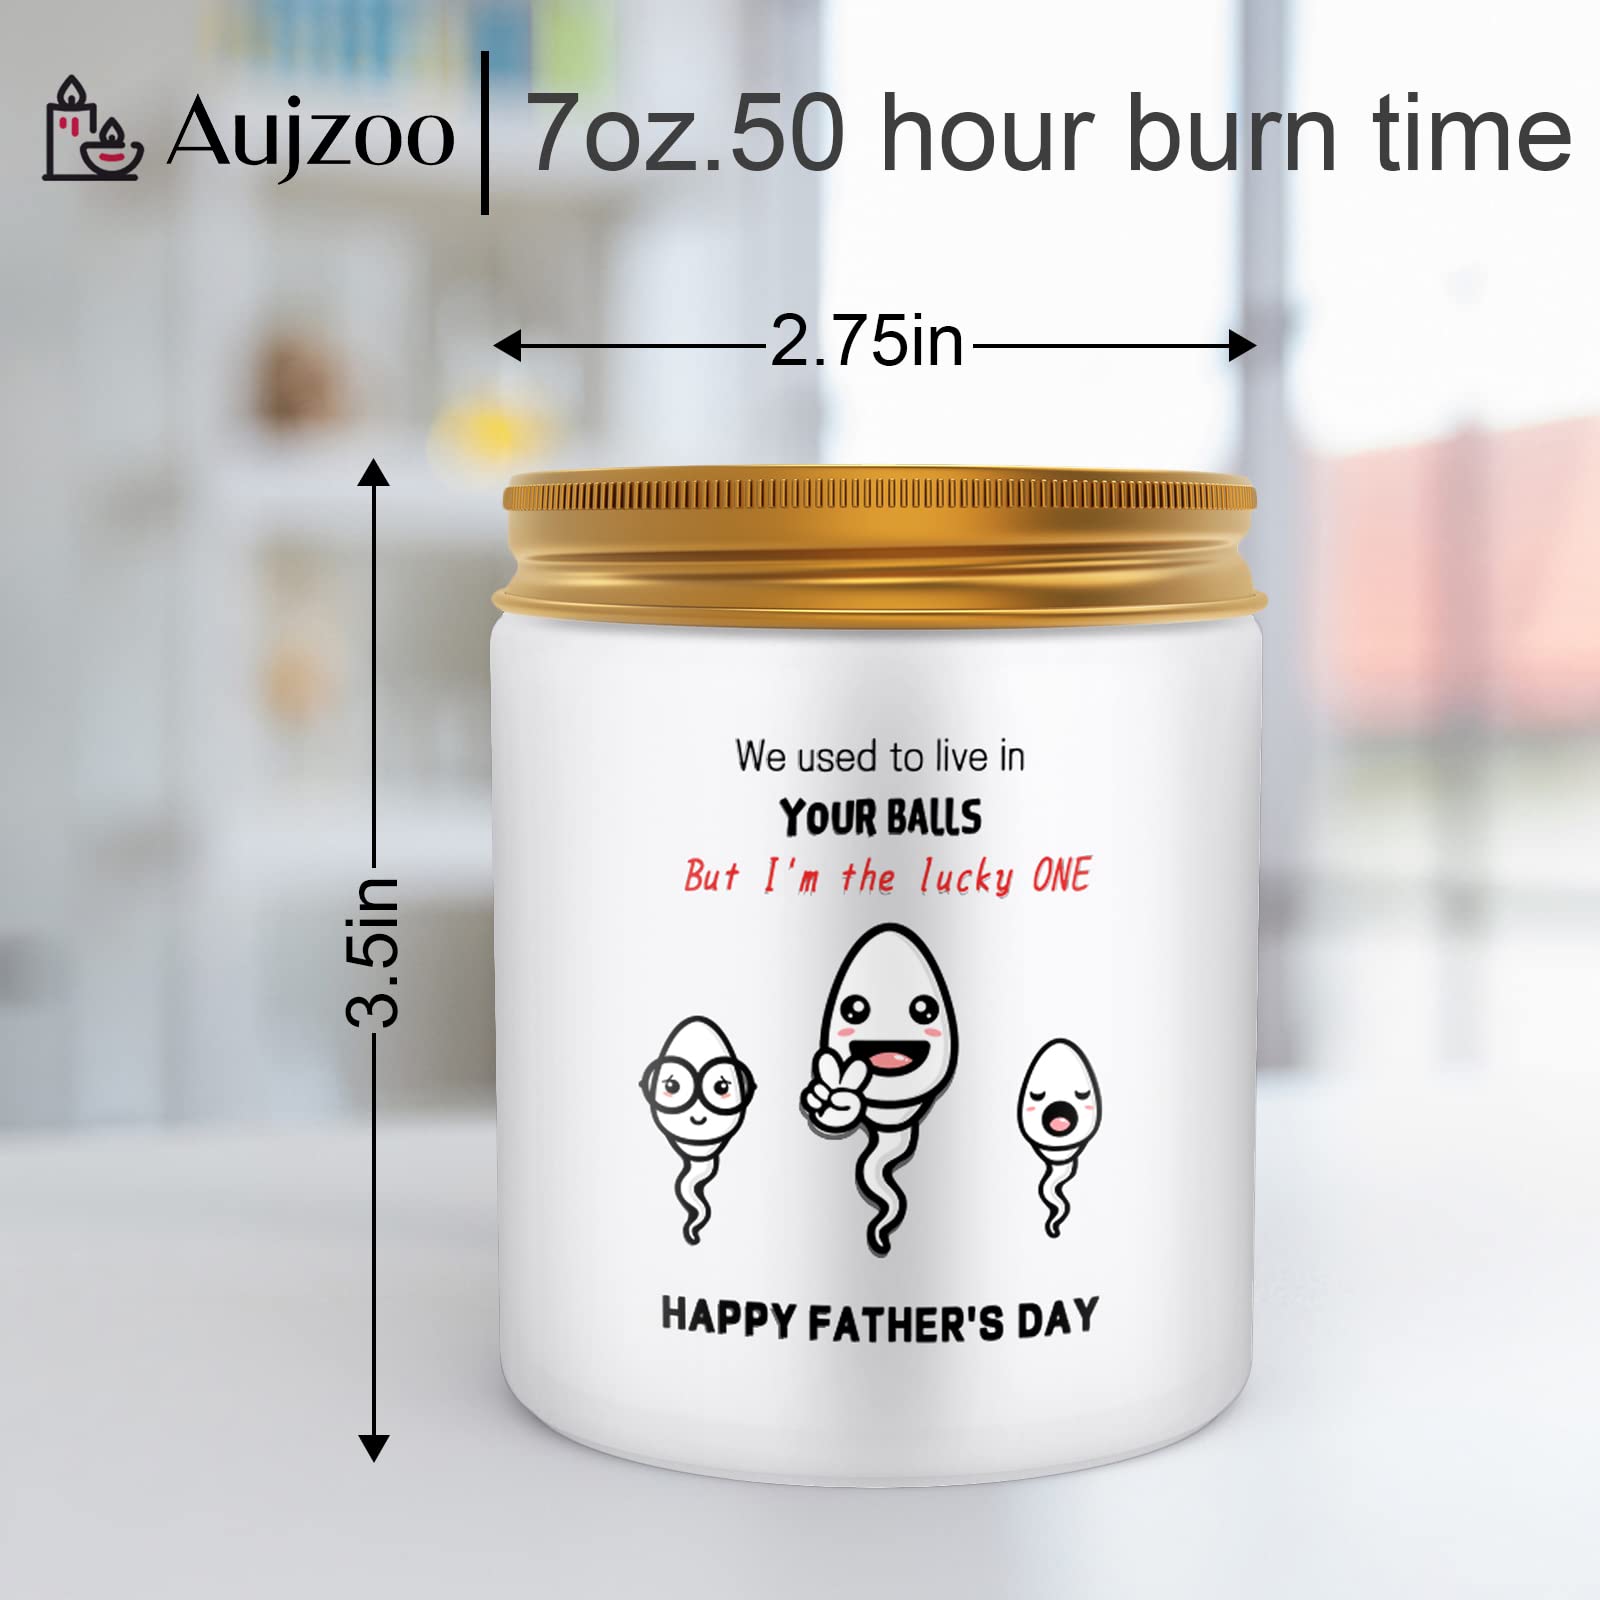 Aujzoo
7oz.50 hour burn time
2.75in
3.5in
We used to live in
YOUR BALLS
But I'm the lucky ONE
HAPPY FATHER'S DAY